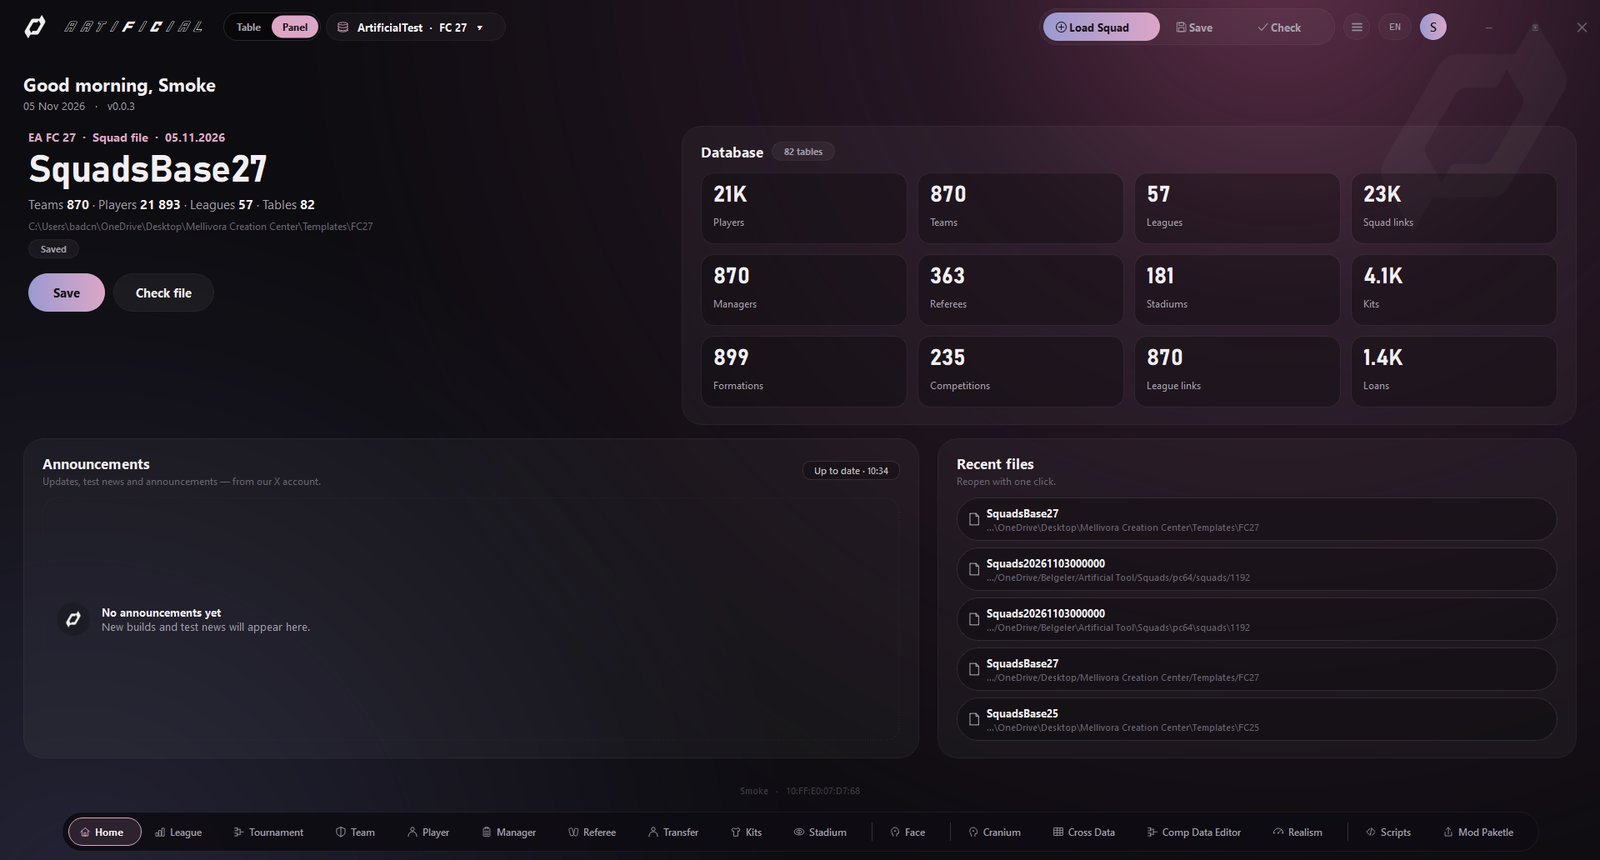 ARTIFICIAL
Table Panel ArtificialTest · FC 27
Load Squad Save Check EN S
Good morning, Smoke
05 Nov 2026 · v0.0.3
EA FC 27 · Squad file · 05.11.2026
SquadsBase27
Teams 870 · Players 21 893 · Leagues 57 · Tables 82
C:\Users\badcn\OneDrive\Desktop\Mellivora Creation Center\Templates\FC27
Saved
Save Check file
Database 82 tables
21K 870 57 23K
Players Teams Leagues Squad links
870 363 181 4.1K
Managers Referees Stadiums Kits
899 235 870 1.4K
Formations Competitions League links Loans
Announcements
Updates, test news and announcements — from our X account.
Up to date · 10:34
No announcements yet
New builds and test news will appear here.
Recent files
Reopen with one click.
SquadsBase27
...\OneDrive\Desktop\Mellivora Creation Center\Templates\FC27
Squads20261103000000
.../OneDrive/Belgeler/Artificial Tool/Squads/pc64/squads/1192
Squads20261103000000
.../OneDrive/Belgeler\Artificial Tool\Squads\pc64\squads\1192
SquadsBase27
.../OneDrive/Desktop/Mellivora Creation Center/Templates/FC27
SquadsBase25
...\OneDrive\Desktop\Mellivora Creation Center\Templates\FC25
Smoke · 10:FF:E0:07:D7:68
Home League Tournament Team Player Manager Referee Transfer Kits Stadium Face Cranium Cross Data Comp Data Editor Realism Scripts Mod Paketle